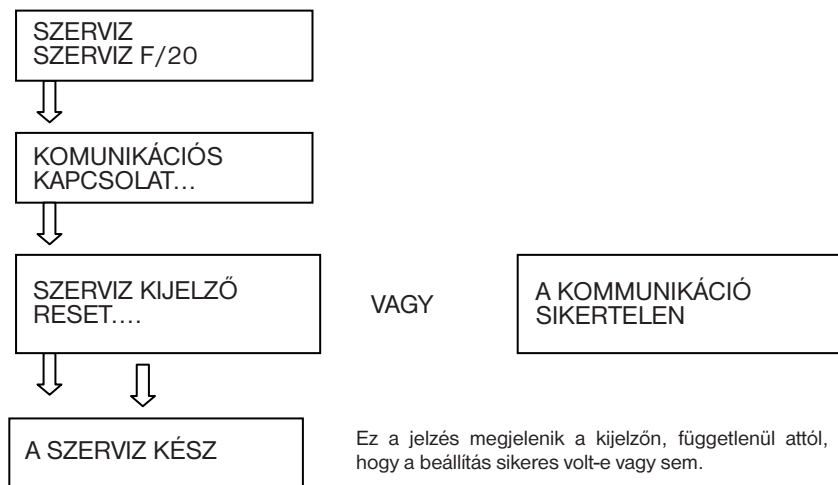 SZERVIZ
SZERVIZ F/20
KOMUNIKÁCIÓS
KAPCSOLAT...
SZERVIZ KIJELZŐ
RESET....
VAGY
A KOMMUNIKÁCIÓ
SIKERTELEN
A SZERVIZ KÉSZ
Ez a jelzés megjelenik a kijelzőn, függetlenül attól,
hogy a beállítás sikeres volt-e vagy sem.